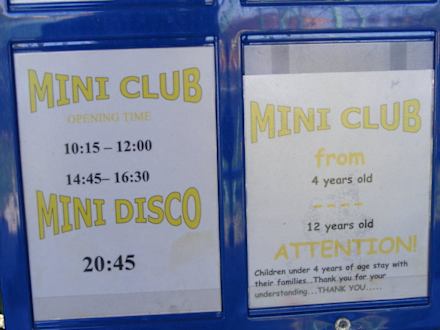 MINI CLUB
OPENING TIME
10:15 – 12:00
14:45– 16:30
MINI DISCO
20:45
MINI CLUB
from
4 years old
----
12 years old
ATTENTION!
Children under 4 years of age stay with
their families...Thank you for your
understanding...THANK YOU.....